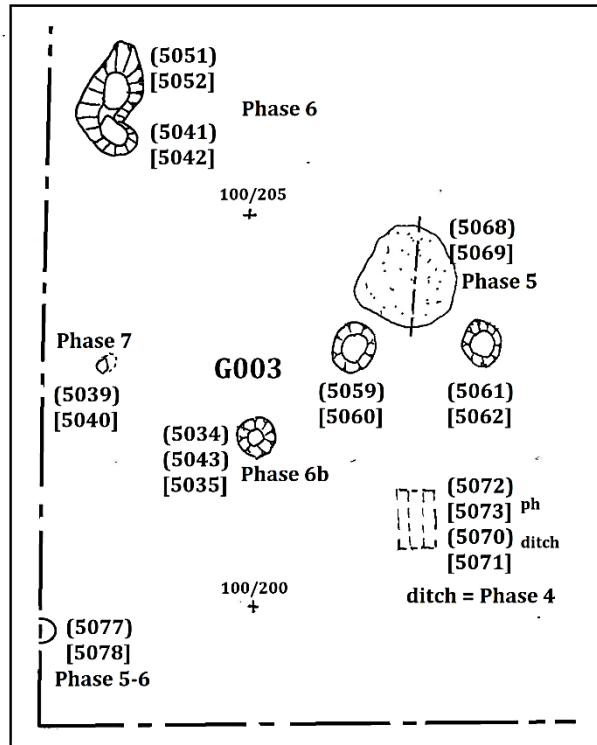 (5051)
[5052]
Phase 6
(5041)
[5042]
100/205
(5068)
[5069]
Phase 5
Phase 7
(5039)
[5040]
G003
(5059)
[5060]
(5061)
[5062]
(5034)
(5043)
[5035]
Phase 6b
(5072)
[5073] ph
(5070)
ditch
[5071]
ditch = Phase 4
100/200
(5077)
[5078]
Phase 5-6